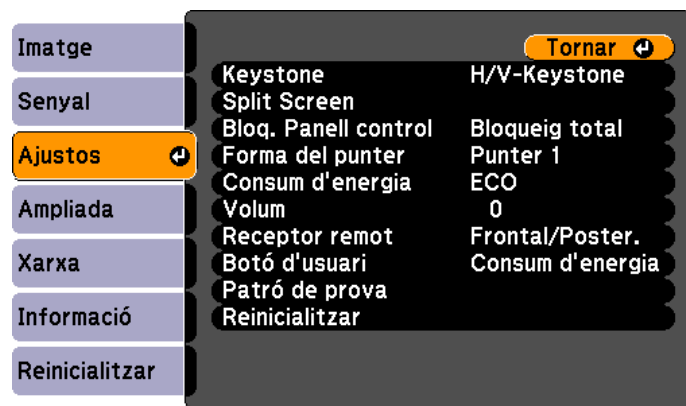 Imatge
Senyal
Ajustos
Ampliada
Xarxa
Informació
Reinicialitzar
Tornar
Keystone H/V-Keystone
Split Screen
Bloq. Panell control Bloqueig total
Forma del punter Punter 1
Consum d'energia ECO
Volum 0
Receptor remot Frontal/Poster.
Botó d'usuari Consum d'energia
Patró de prova
Reinicialitzar